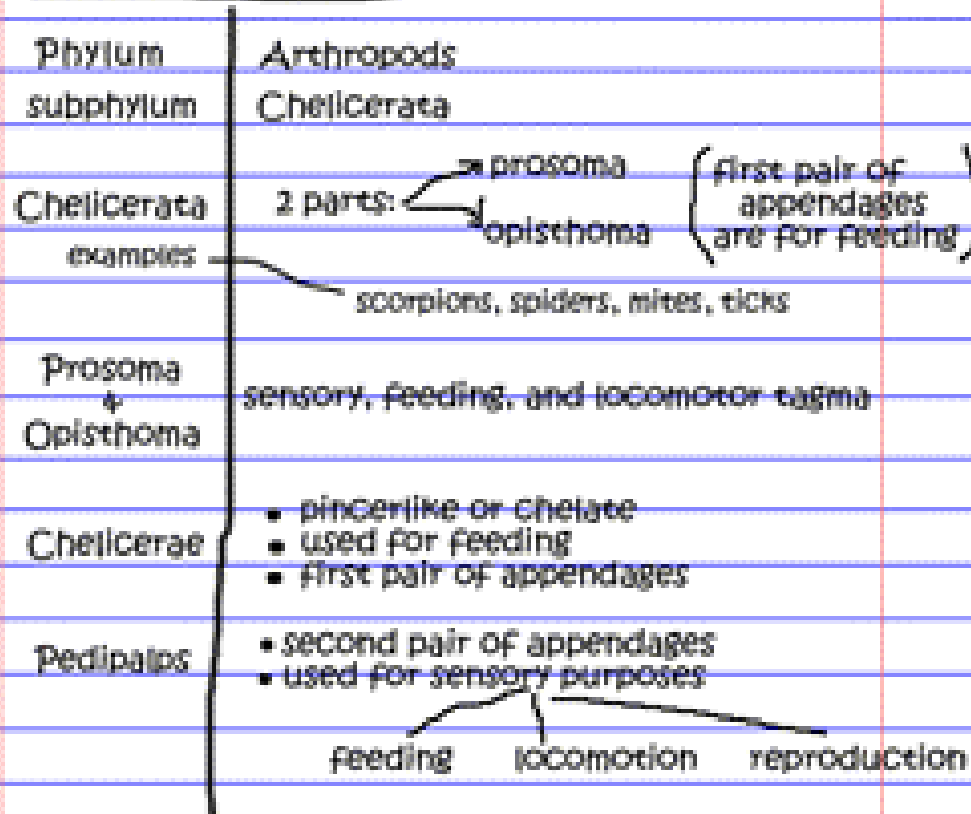 Phylum Arthropods
subphylum Chelicerata
Chelicerata 2 parts: prosoma
opisthoma
(first pair of
appendages
are for feeding)
examples
scorpions, spiders, mites, ticks
Prosoma
+
Opisthoma
sensory, feeding, and locomotor tagma
Chelicerae
• pincerlike or chelate
• used for feeding
• first pair of appendages
Pedipalps
• second pair of appendages
• used for sensory purposes
feeding locomotion reproduction